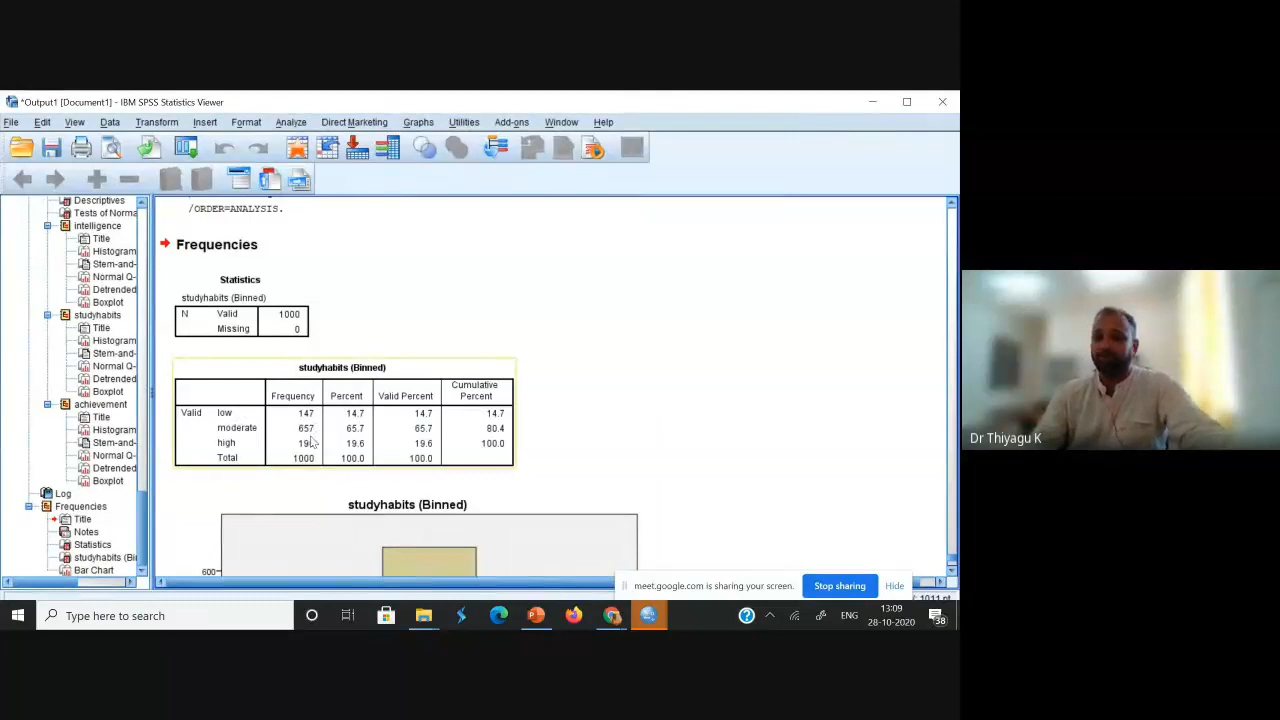 *Output1 [Document1] - IBM SPSS Statistics Viewer
File Edit View Data Transform Insert Format Analyze Direct Marketing Graphs Utilities Add-ons Window Help
Descriptives
Tests of Norma
intelligence
Title
Histogram
Stem-and-
Normal Q-
Detrended
Boxplot
studyhabits
Title
Histogram
Stem-and-
Normal Q-
Detrended
Boxplot
achievement
Title
Histogram
Stem-and-
Normal Q-
Detrended
Boxplot
Log
Frequencies
Title
Notes
Statistics
studyhabits (Bi
Bar Chart
/ORDER=ANALYSIS.
Frequencies
Statistics
studyhabits (Binned)
N Valid 1000
Missing 0
studyhabits (Binned)
Frequency Percent Valid Percent Cumulative Percent
Valid low 147 14.7 14.7 14.7
moderate 657 65.7 65.7 80.4
high 19.6 19.6 100.0
Total 1000 100.0 100.0
studyhabits (Binned)
600
meet.google.com is sharing your screen. Stop sharing Hide
Type here to search
ENG
13:09
28-10-2020
38
Dr Thiyagu K